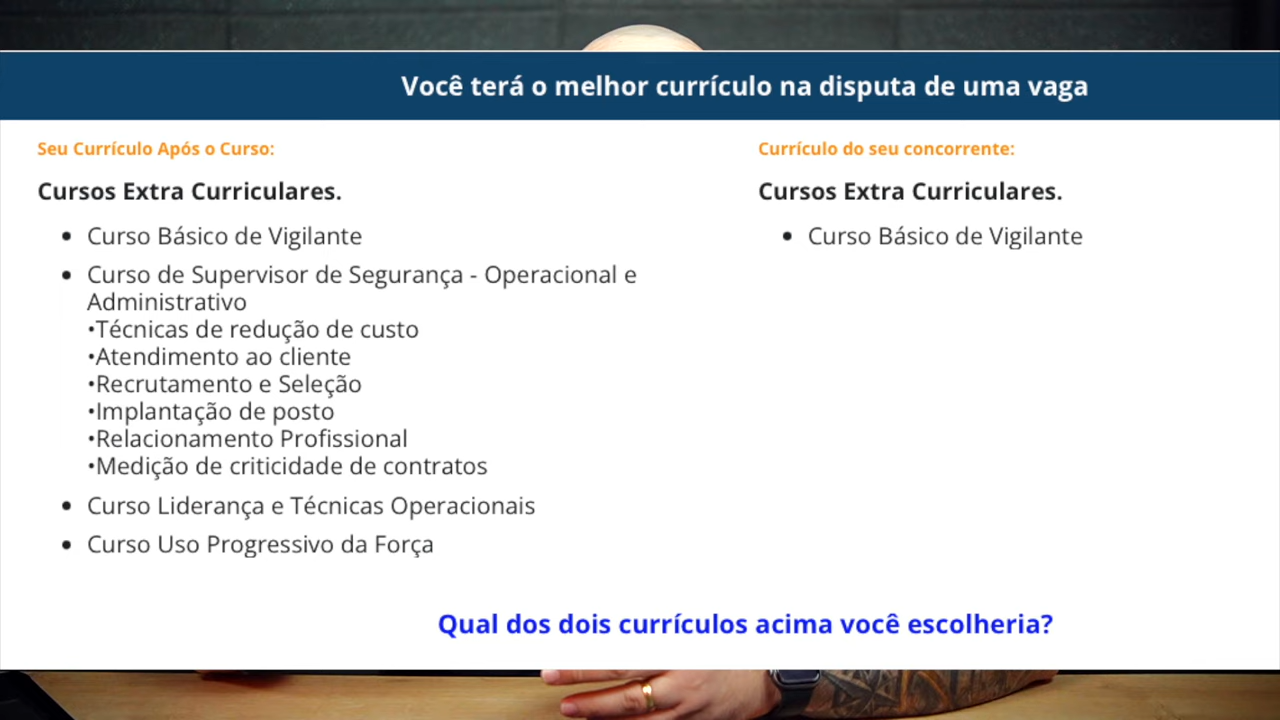 Você terá o melhor currículo na disputa de uma vaga
Seu Currículo Após o Curso:
Cursos Extra Curriculares.
• Curso Básico de Vigilante
• Curso de Supervisor de Segurança - Operacional e
Administrativo
•Técnicas de redução de custo
•Atendimento ao cliente
•Recrutamento e Seleção
•Implantação de posto
•Relacionamento Profissional
•Medição de criticidade de contratos
• Curso Liderança e Técnicas Operacionais
• Curso Uso Progressivo da Força
Currículo do seu concorrente:
Cursos Extra Curriculares.
• Curso Básico de Vigilante
Qual dos dois currículos acima você escolheria?